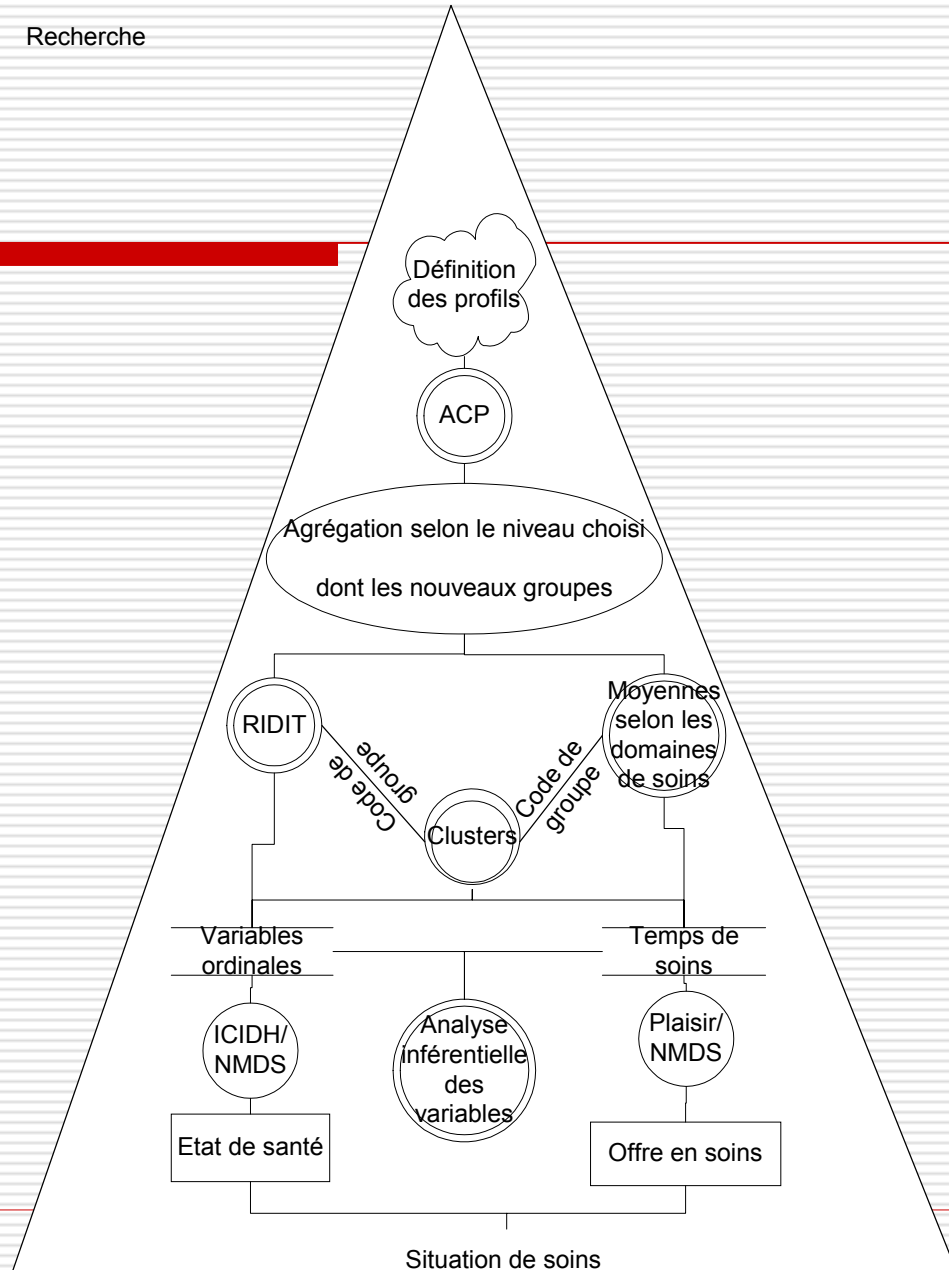 Recherche
Définition
des profils
ACP
Agrégation selon le niveau choisi
dont les nouveaux groupes
RIDIT
Code de
groupe
Clusters
Code de
groupe
Moyennes
selon les
domaines
de soins
Variables
ordinales
Temps de
soins
ICIDH/
NMDS
Analyse
inférentielle
des
variables
Plaisir/
NMDS
Etat de santé
Offre en soins
Situation de soins